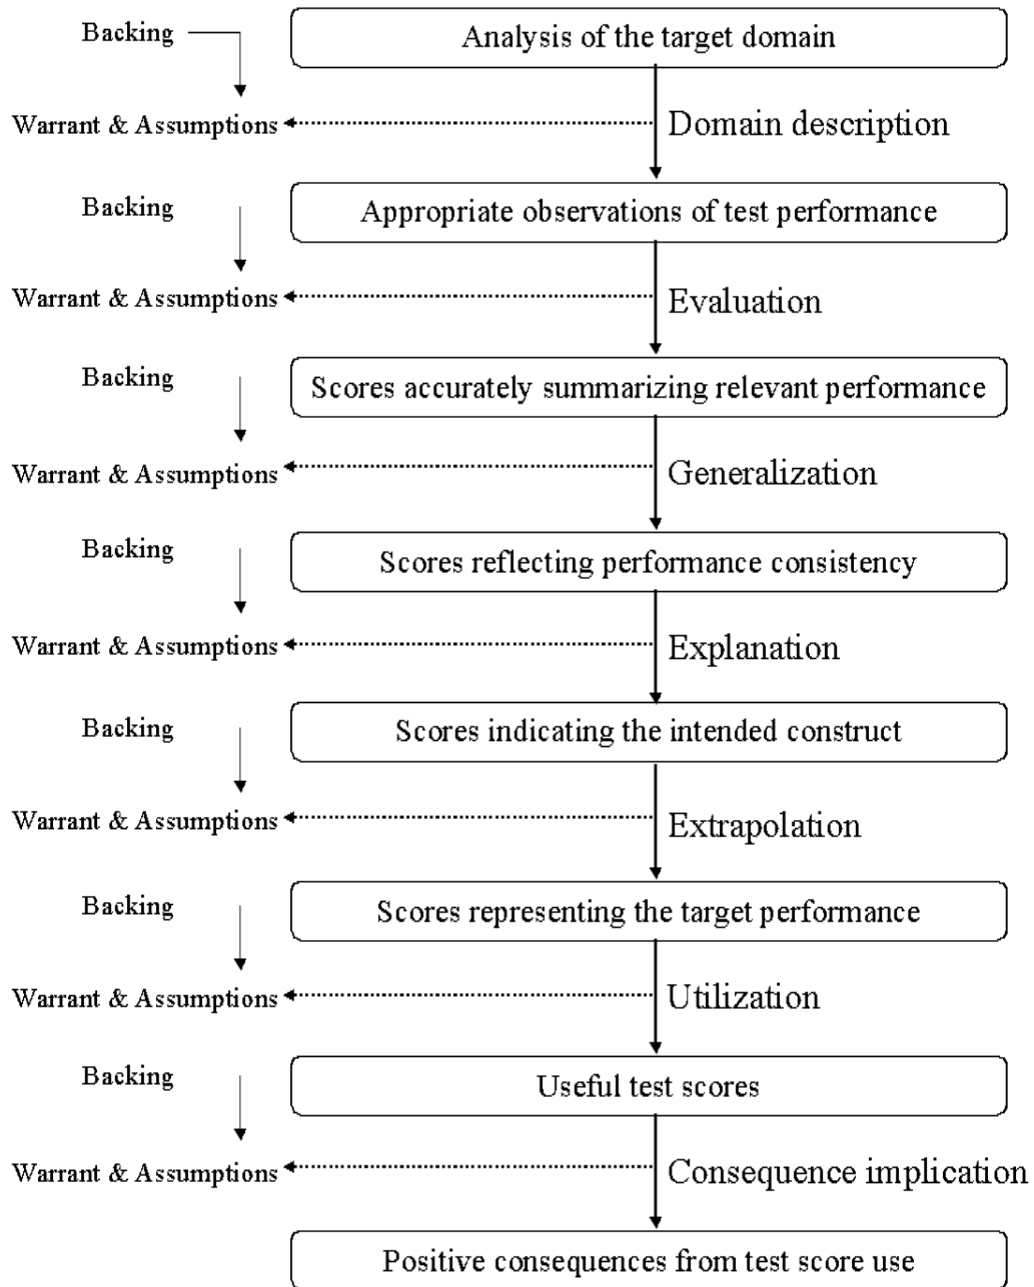 Backing
Analysis of the target domain
Warrant & Assumptions
Domain description
Backing
Appropriate observations of test performance
Warrant & Assumptions
Evaluation
Backing
Scores accurately summarizing relevant performance
Warrant & Assumptions
Generalization
Backing
Scores reflecting performance consistency
Warrant & Assumptions
Explanation
Backing
Scores indicating the intended construct
Warrant & Assumptions
Extrapolation
Backing
Scores representing the target performance
Warrant & Assumptions
Utilization
Backing
Useful test scores
Warrant & Assumptions
Consequence implication
Positive consequences from test score use